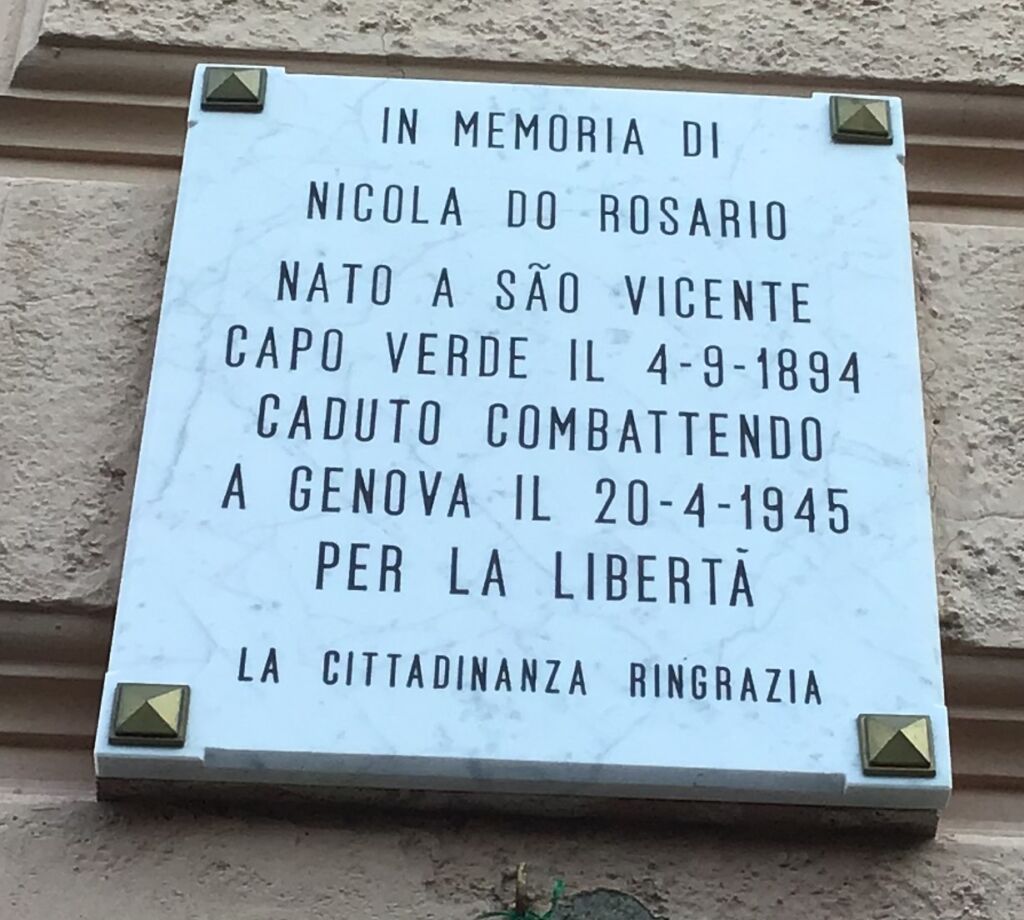 IN MEMORIA DI
NICOLA DO ROSARIO
NATO A SÃO VICENTE
CAPO VERDE IL 4-9-1894
CADUTO COMBATTENDO
A GENOVA IL 20-4-1945
PER LA LIBERTÀ
LA CITTADINANZA RINGRAZIA